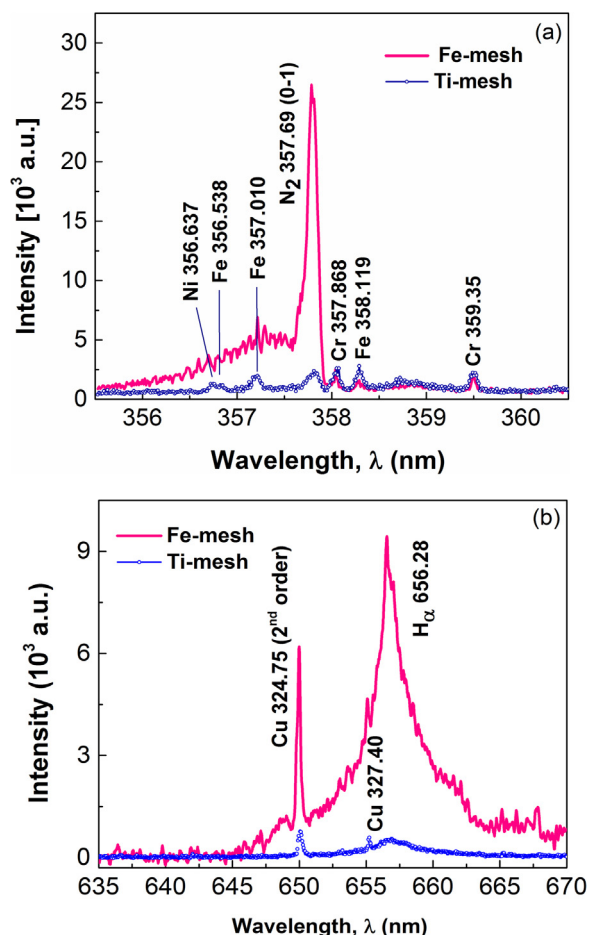 (a)
Fe-mesh
Ti-mesh
30
25
20
15
10
5
0
Intensity [10³ a.u.]
Ni 356.637
Fe 356.538
Fe 357.010
N₂ 357.69 (0-1)
Cr 357.868
Fe 358.119
Cr 359.35
356
357
358
359
360
Wavelength, λ (nm)
(b)
Fe-mesh
Ti-mesh
9
6
3
0
Intensity (10³ a.u.)
Cu 324.75 (2nd order)
Cu 327.40
Hα 656.28
635
640
645
650
655
660
665
670
Wavelength, λ (nm)